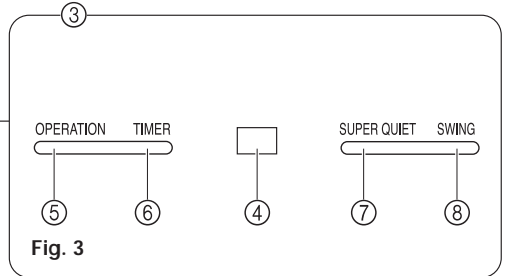 ③
OPERATION TIMER SUPER QUIET SWING
⑤ ⑥ ④ ⑦ ⑧
Fig. 3